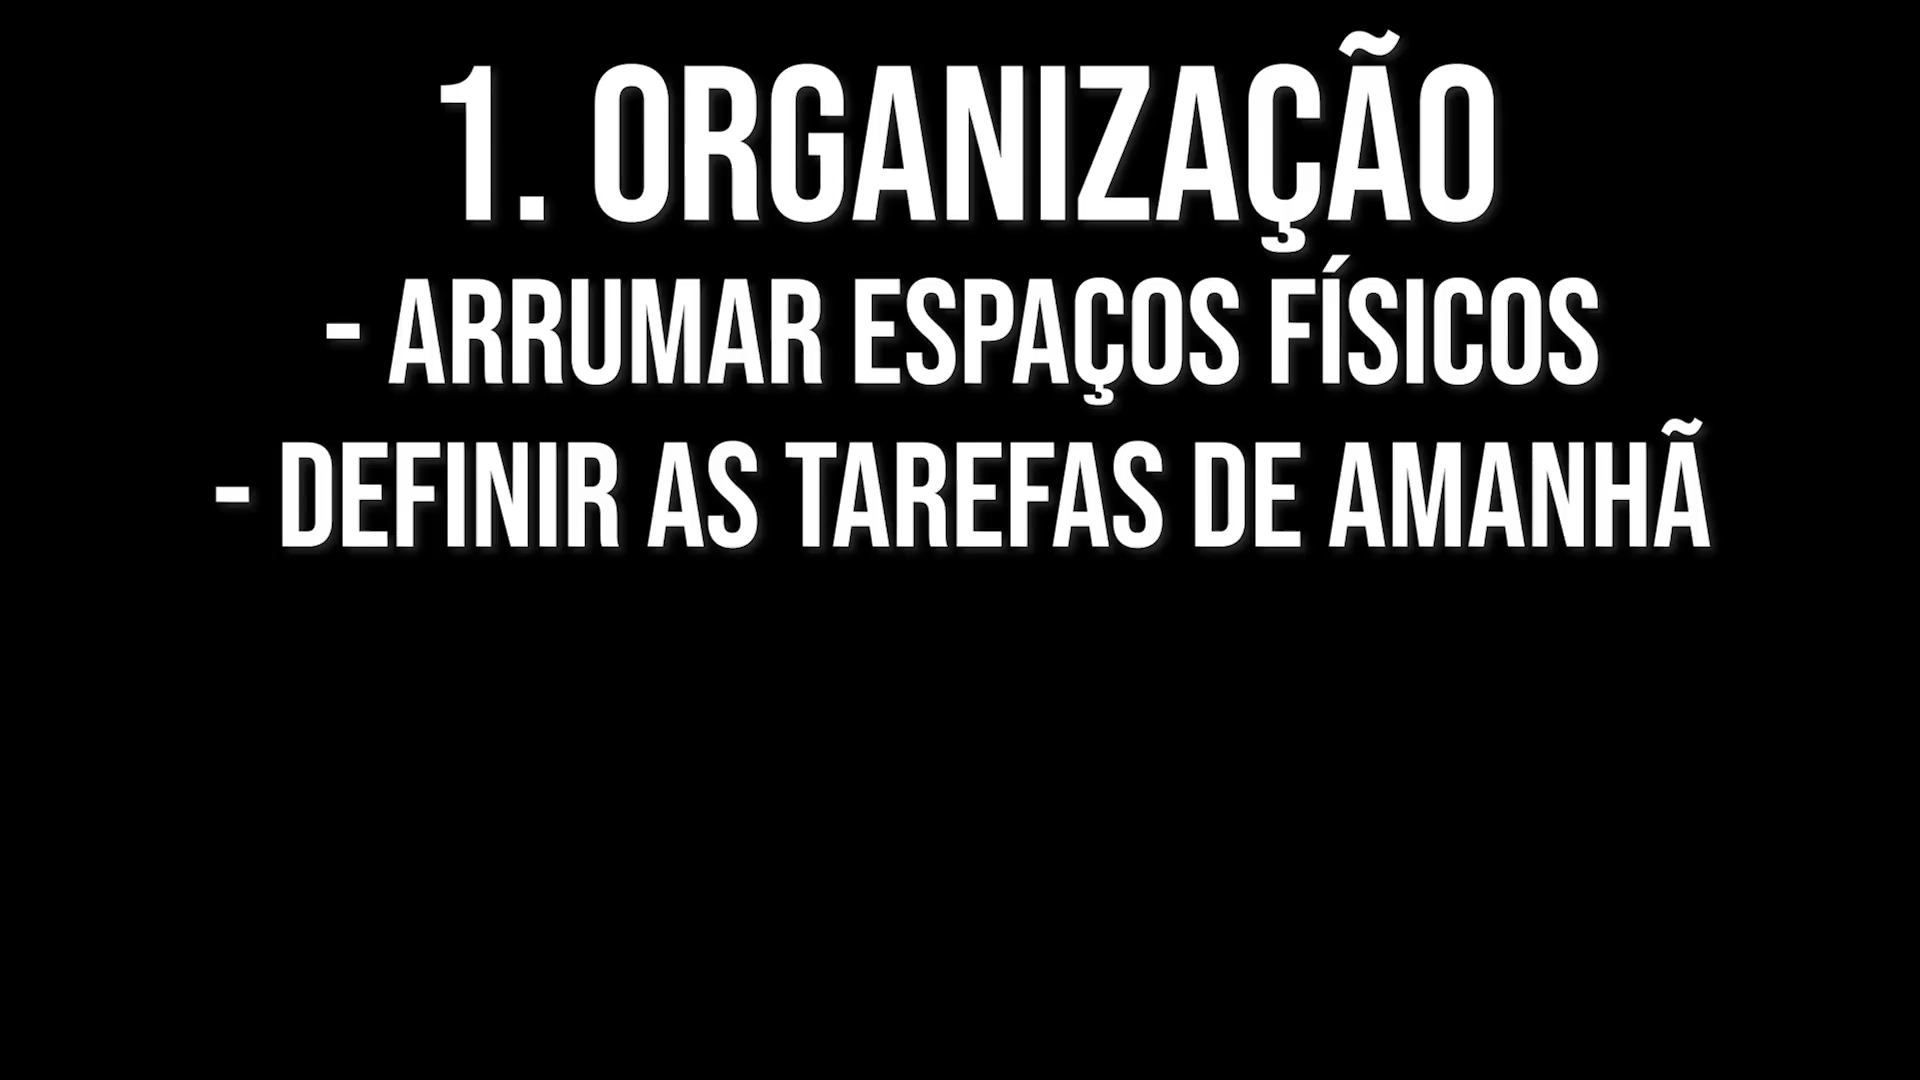 1. ORGANIZAÇÃO
- ARRUMAR ESPAÇOS FÍSICOS
- DEFINIR AS TAREFAS DE AMANHÃ